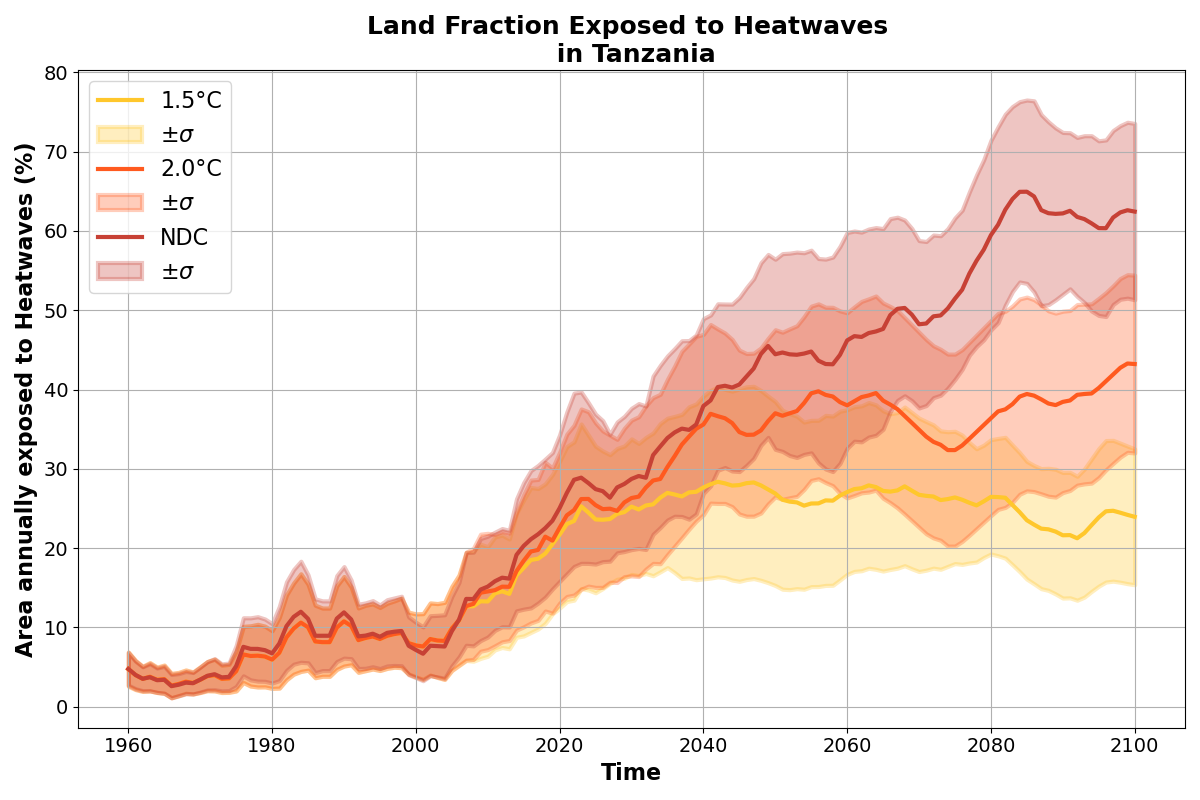 Land Fraction Exposed to Heatwaves
in Tanzania
Area annually exposed to Heatwaves (%)
80
70
60
50
40
30
20
10
0
1.5°C
±σ
2.0°C
±σ
NDC
±σ
1960
1980
2000
2020
2040
2060
2080
2100
Time